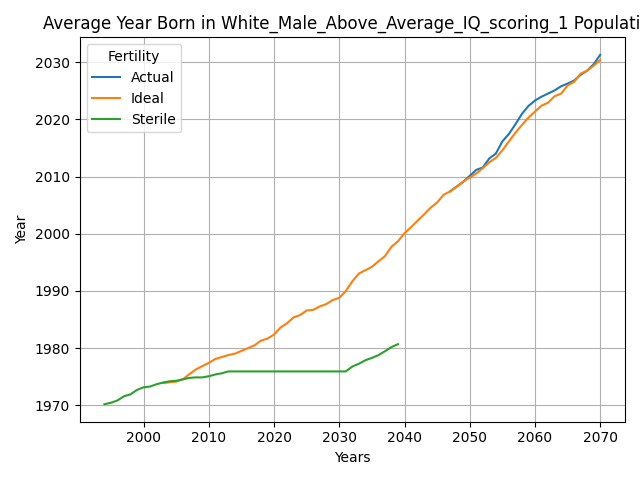 Average Year Born in White_Male_Above_Average_IQ_scoring_1 Populati
Fertility
Actual
Ideal
Sterile
Year
2030
2020
2010
2000
1990
1980
1970
2000 2010 2020 2030 2040 2050 2060 2070
Years